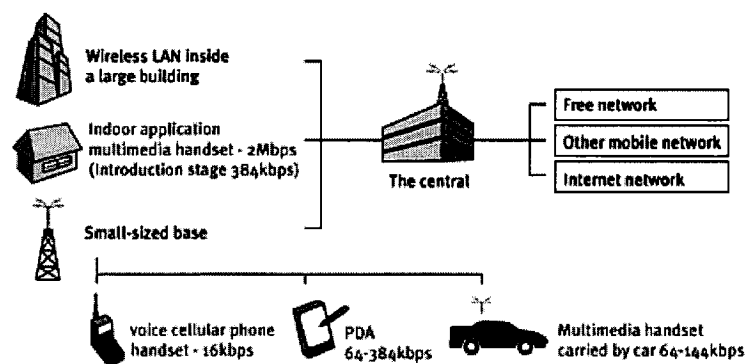 Wireless LAN inside
a large building
Indoor application
multimedia handset - 2Mbps
(Introduction stage 384kbps)
Small-sized base
The central
Free network
Other mobile network
Internet network
voice cellular phone
handset - 16kbps
PDA
64-384kbps
Multimedia handset
carried by car 64-144kbps